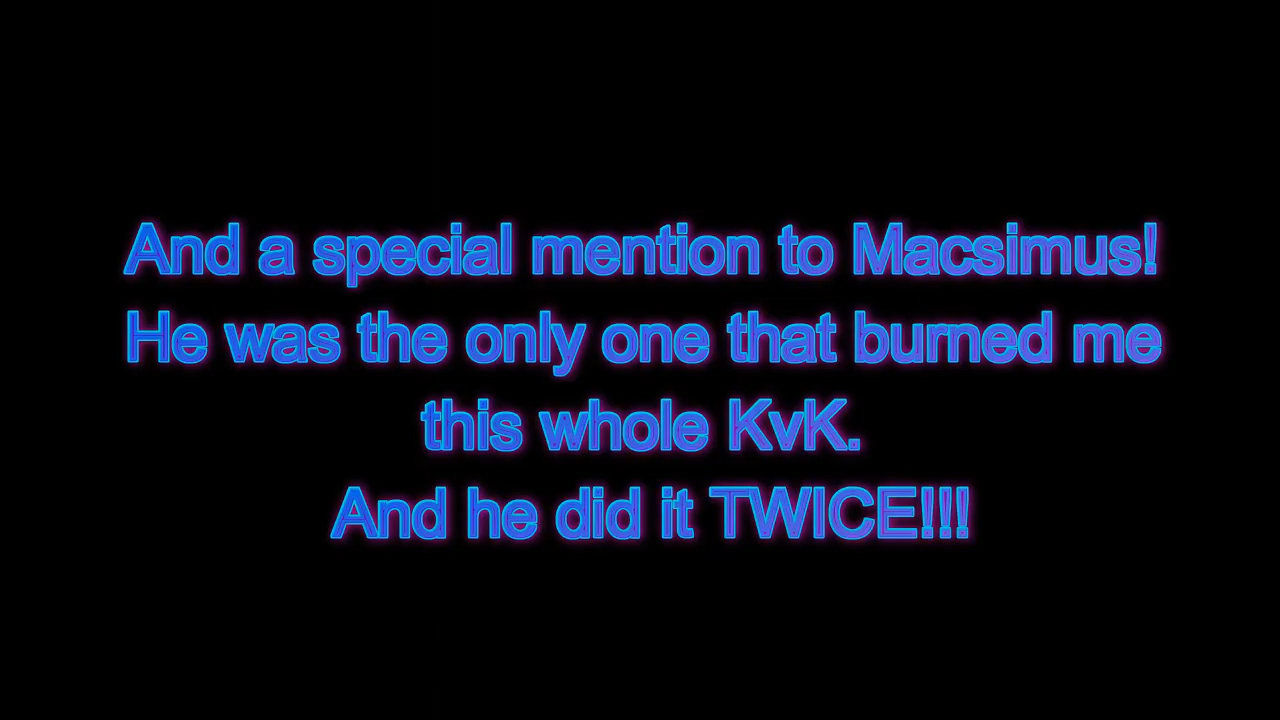 And a special mention to Macsimus!
He was the only one that burned me
this whole KvK.
And he did it TWICE!!!